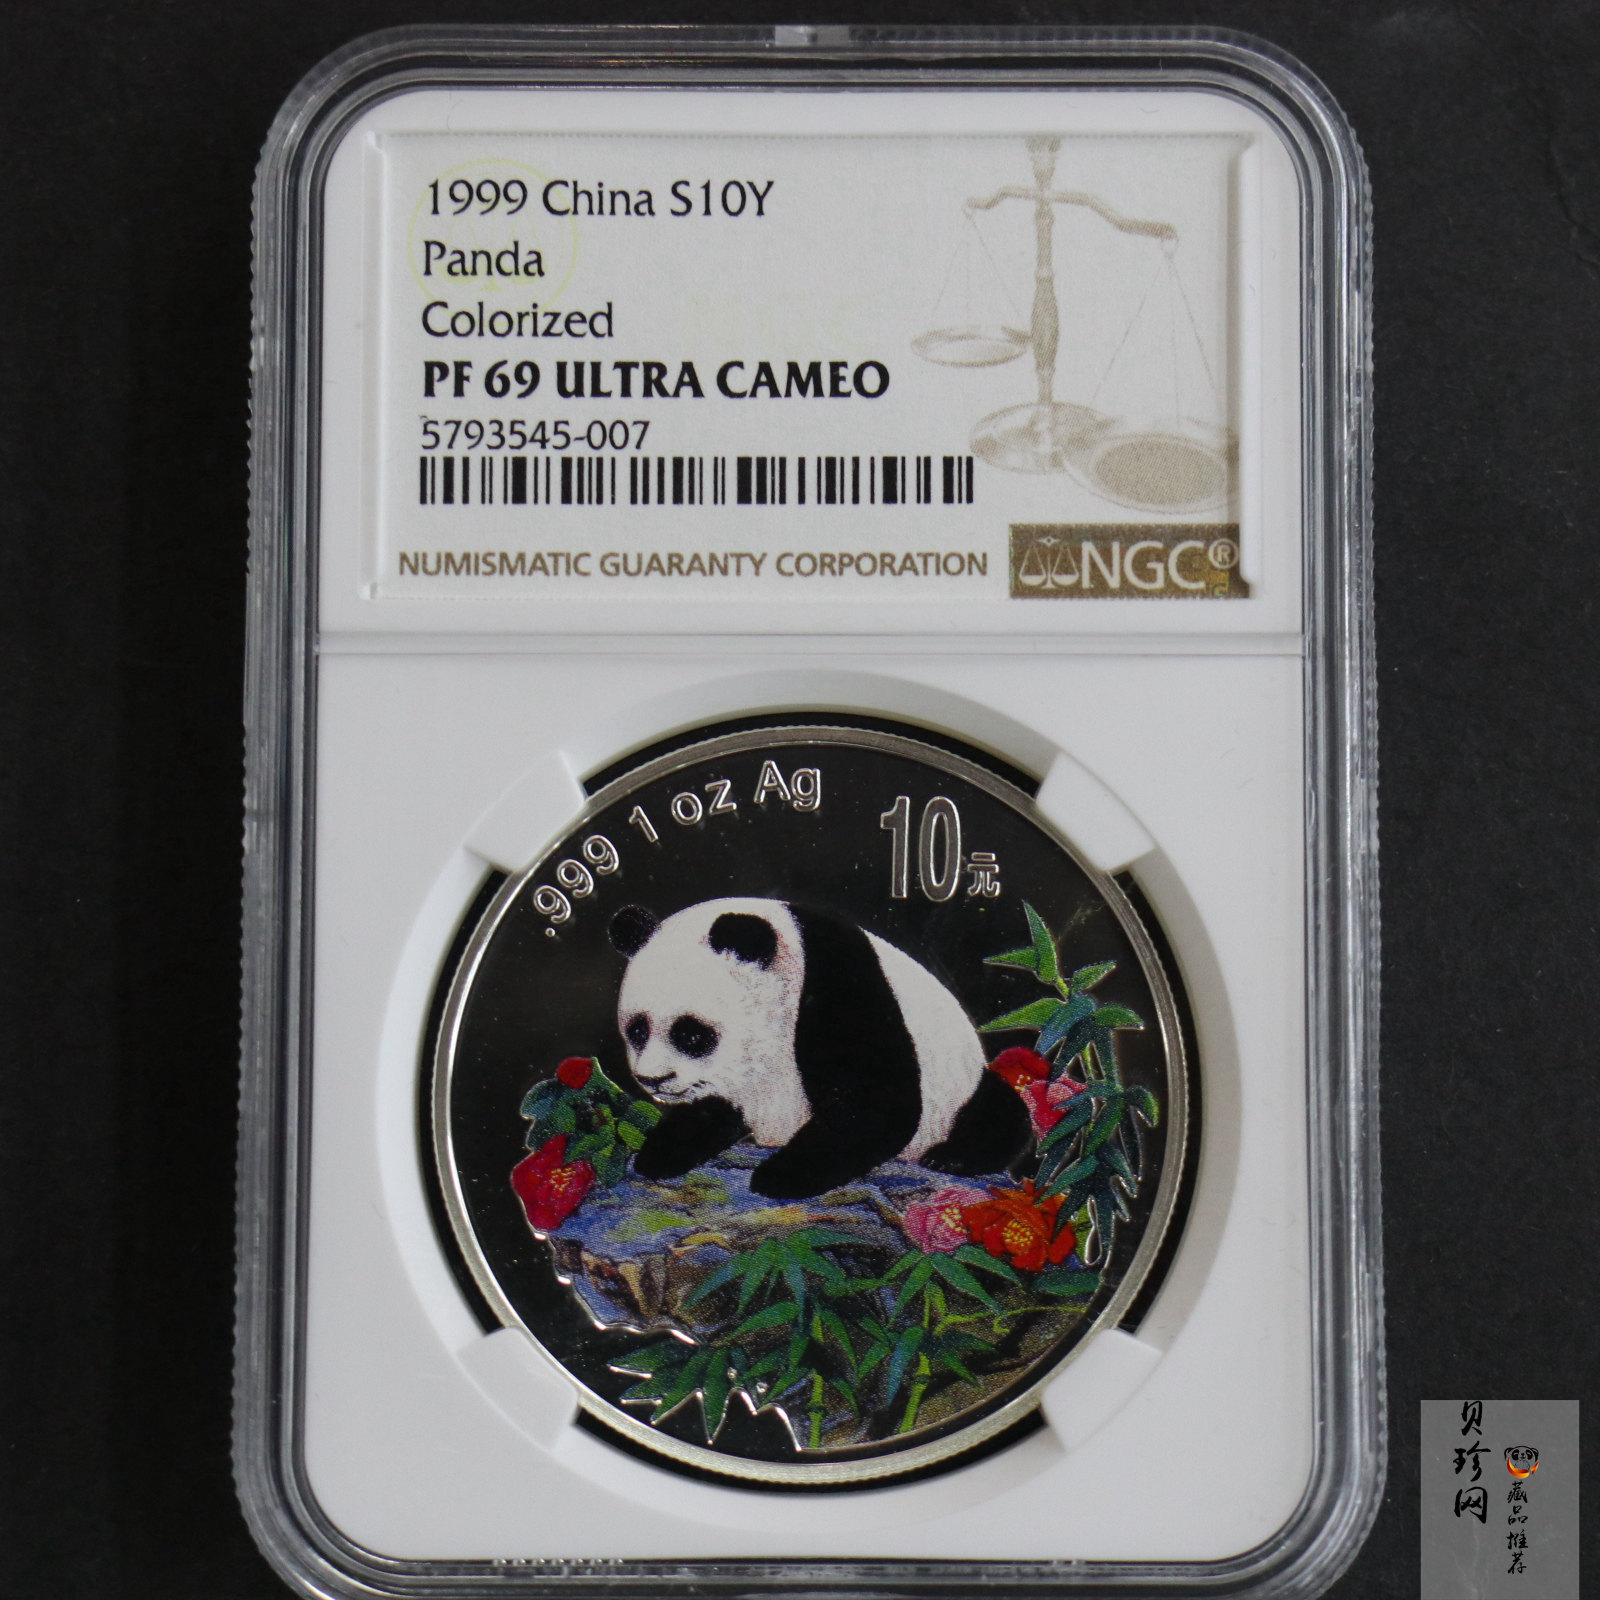 1999 China S10Y
Panda
Colorized
PF 69 ULTRA CAMEO
5793545-007
NUMISMATIC GUARANTY CORPORATION
NGC®
.999 1 oz Ag
10元
贝珍网
藏品推荐